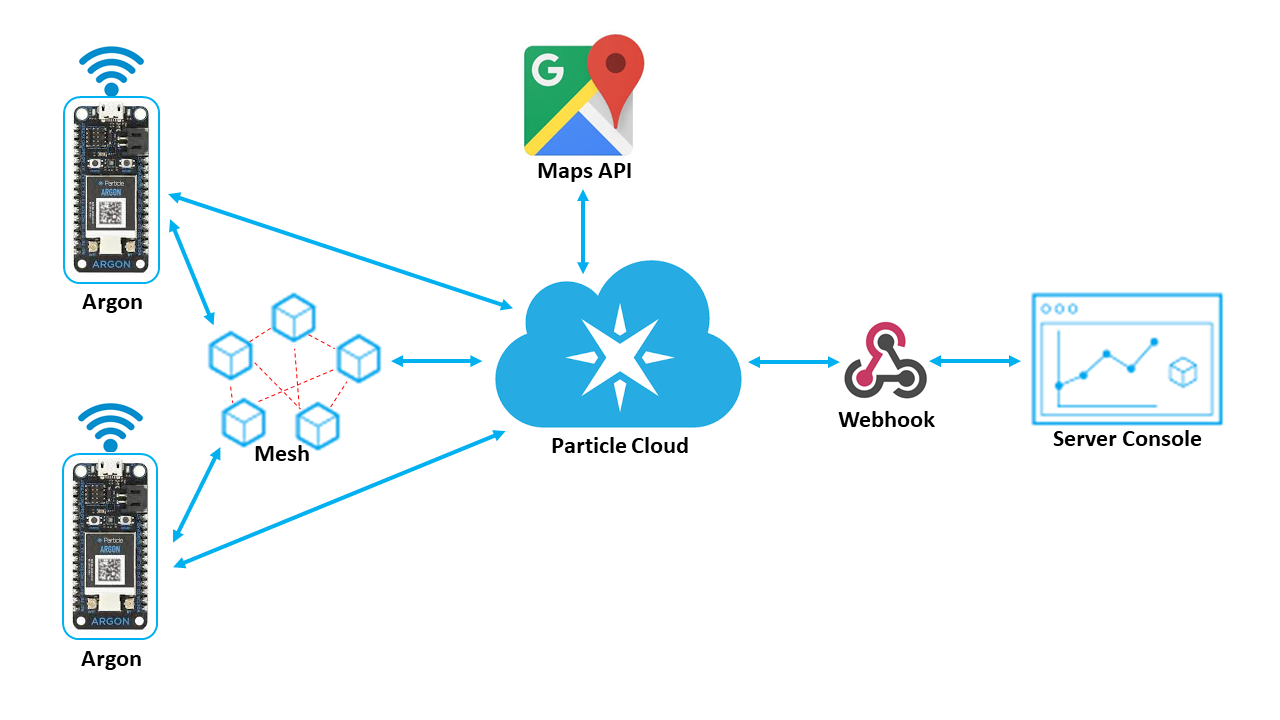 G
Maps API
Particle
ARGON
ARGON
Argon
Mesh
Particle Cloud
Webhook
Server Console
Particle
ARGON
ARGON
Argon